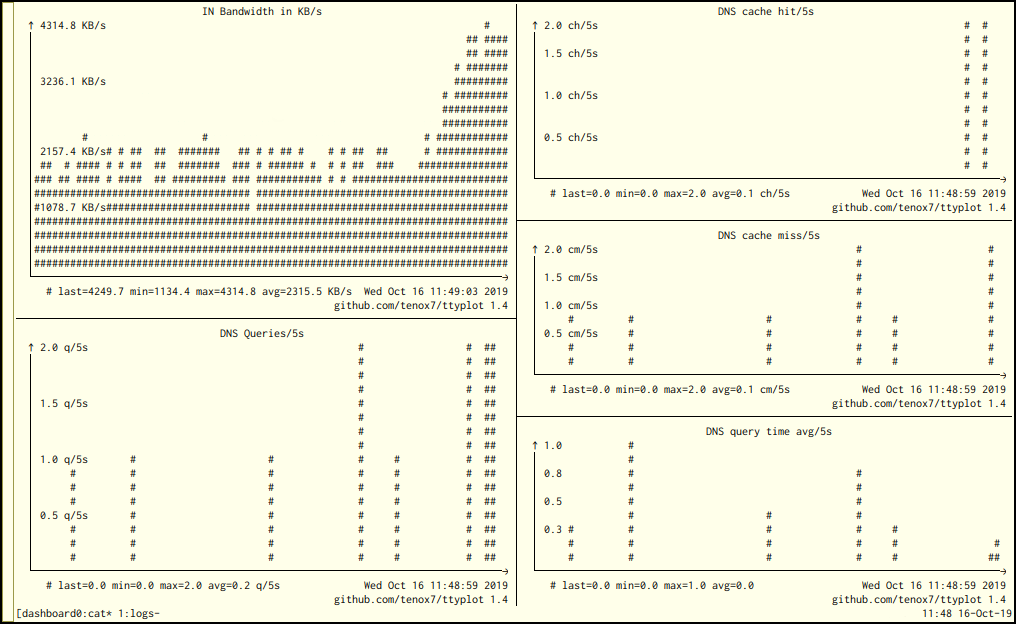 IN Bandwidth in KB/s
4314.8 KB/s
3236.1 KB/s
2157.4 KB/s
1078.7 KB/s
# last=4249.7 min=1134.4 max=4314.8 avg=2315.5 KB/s Wed Oct 16 11:49:03 2019
github.com/tenox7/ttyplot 1.4
DNS Queries/5s
2.0 q/5s
1.5 q/5s
1.0 q/5s
0.5 q/5s
# last=0.0 min=0.0 max=2.0 avg=0.2 q/5s Wed Oct 16 11:48:59 2019
github.com/tenox7/ttyplot 1.4
DNS cache hit/5s
2.0 ch/5s
1.5 ch/5s
1.0 ch/5s
0.5 ch/5s
# last=0.0 min=0.0 max=2.0 avg=0.1 ch/5s Wed Oct 16 11:48:59 2019
github.com/tenox7/ttyplot 1.4
DNS cache miss/5s
2.0 cm/5s
1.5 cm/5s
1.0 cm/5s
0.5 cm/5s
# last=0.0 min=0.0 max=2.0 avg=0.1 cm/5s Wed Oct 16 11:48:59 2019
github.com/tenox7/ttyplot 1.4
DNS query time avg/5s
1.0
0.8
0.5
0.3
# last=0.0 min=0.0 max=1.0 avg=0.0 Wed Oct 16 11:48:59 2019
github.com/tenox7/ttyplot 1.4
[dashboard0:cat* 1:logs- 11:48 16-Oct-19